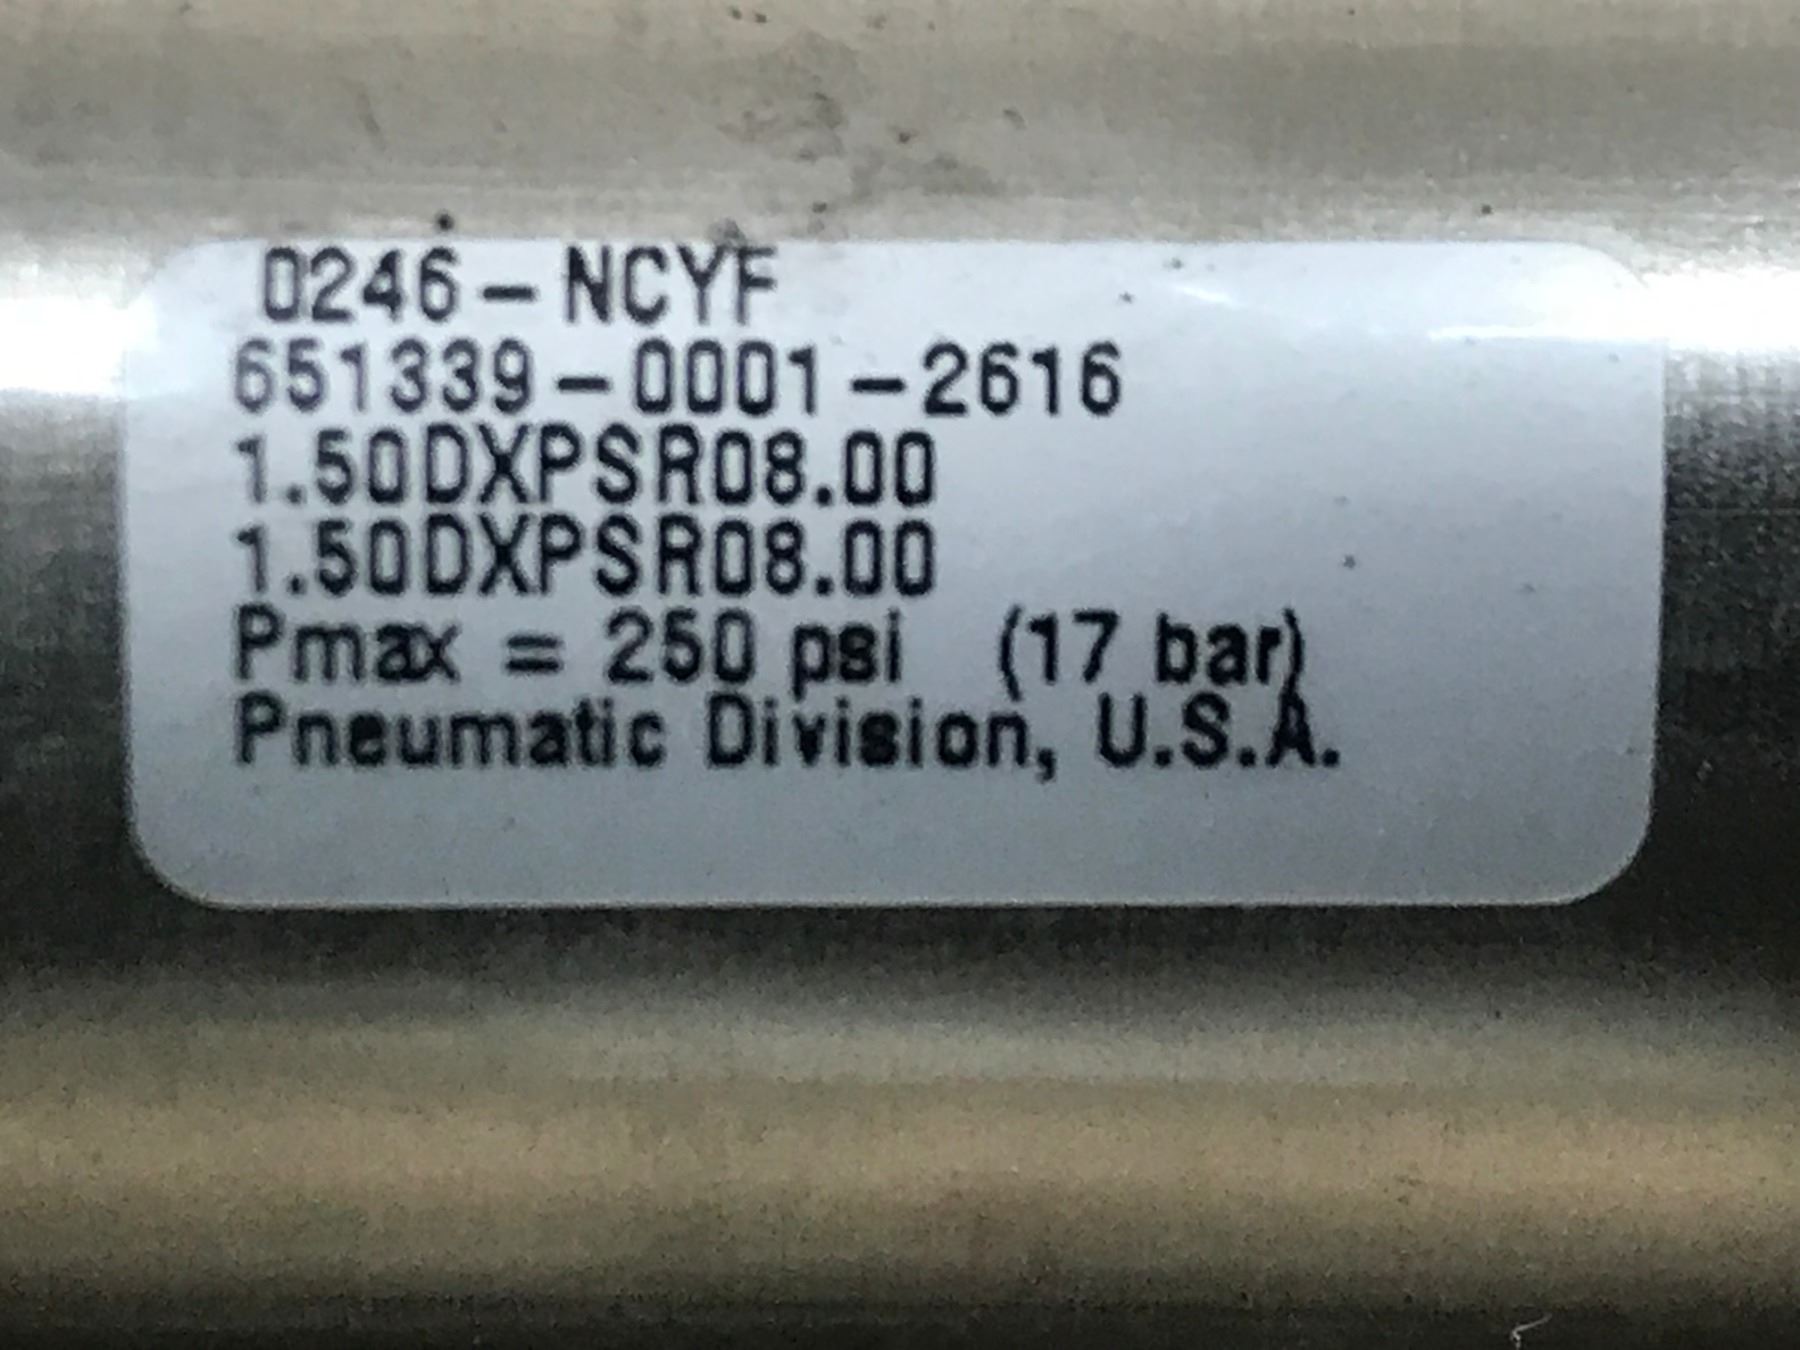 0246-NCYF
651339-0001-2616
1.50DXPSR08.00
1.50DXPSR08.00
Pmax = 250 psi (17 bar)
Pneumatic Division, U.S.A.